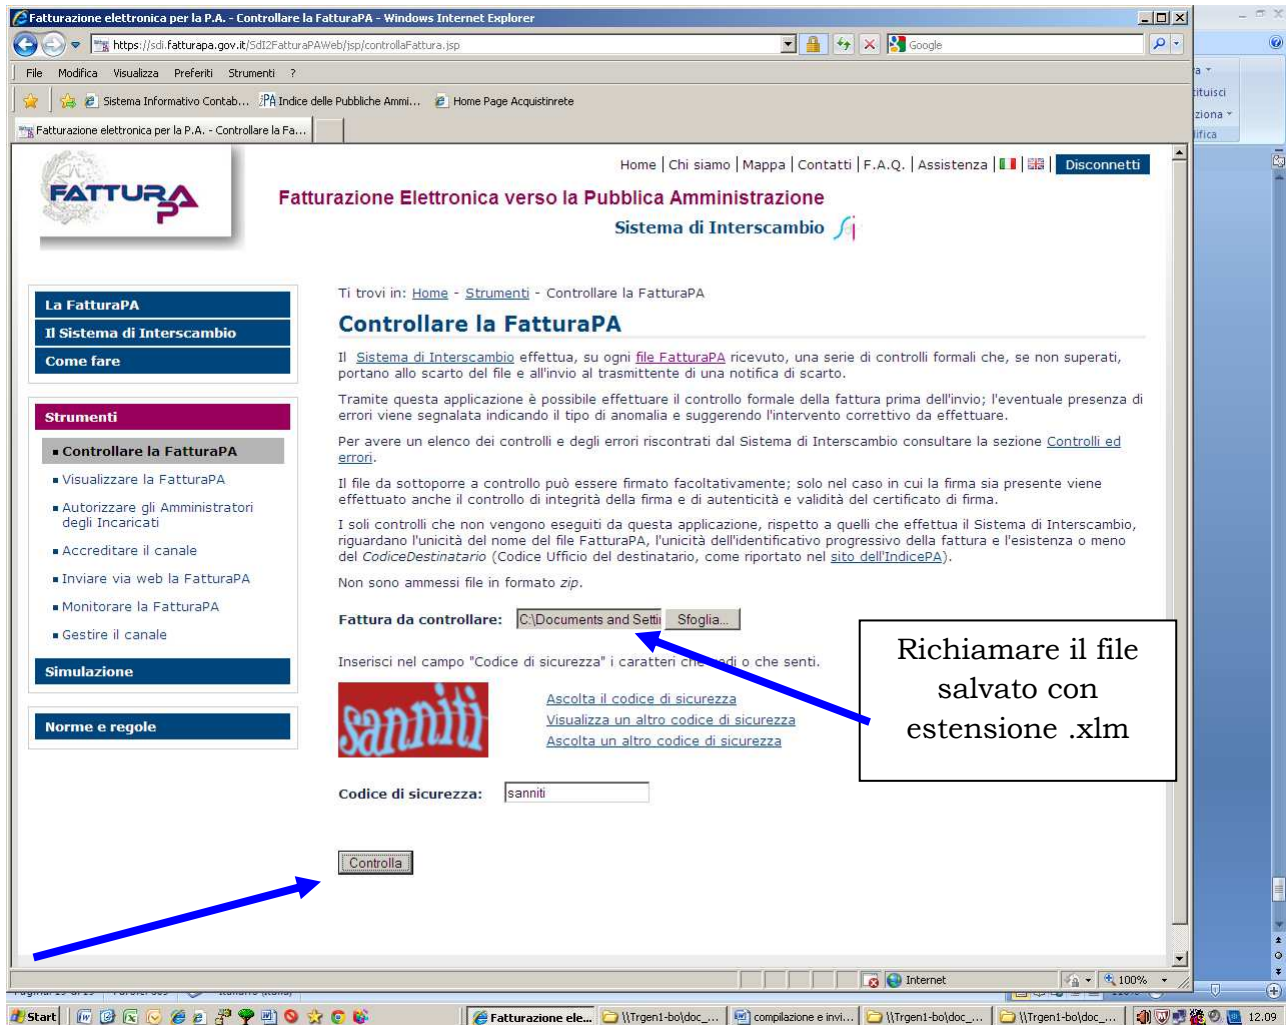 Fatturazione elettronica per la P.A. - Controllare la FatturaPA - Windows Internet Explorer
https://sdi.fatturapa.gov.it/SdI2FatturaPAWeb/jsp/controllaFattura.jsp
Google
File Modifica Visualizza Preferiti Strumenti ?
Sistema Informativo Contab... Indice delle Pubbliche Ammi... Home Page Acquistinrete
Fatturazione elettronica per la P.A. - Controllare la Fa...
ituisci
ziona
ifica
Home | Chi siamo | Mappa | Contatti | F.A.Q. | Assistenza | Disconnetti
FATTURA
PA
Fatturazione Elettronica verso la Pubblica Amministrazione
Sistema di Interscambio
La FatturaPA
Il Sistema di Interscambio
Come fare
Strumenti
Controllare la FatturaPA
Visualizzare la FatturaPA
Autorizzare gli Amministratori
degli Incaricati
Accreditare il canale
Inviare via web la FatturaPA
Monitorare la FatturaPA
Gestire il canale
Simulazione
Norme e regole
Ti trovi in: Home - Strumenti - Controllare la FatturaPA
Controllare la FatturaPA
Il Sistema di Interscambio effettua, su ogni file FatturaPA ricevuto, una serie di controlli formali che, se non superati,
portano allo scarto del file e all'invio al trasmittente di una notifica di scarto.
Tramite questa applicazione è possibile effettuare il controllo formale della fattura prima dell'invio; l'eventuale presenza di
errori viene segnalata indicando il tipo di anomalia e suggerendo l'intervento correttivo da effettuare.
Per avere un elenco dei controlli e degli errori riscontrati dal Sistema di Interscambio consultare la sezione Controlli ed
errori.
Il file da sottoporre a controllo può essere firmato facoltativamente; solo nel caso in cui la firma sia presente viene
effettuato anche il controllo di integrità della firma e di autenticità e validità del certificato di firma.
I soli controlli che non vengono eseguiti da questa applicazione, rispetto a quelli che effettua il Sistema di Interscambio,
riguardano l'unicità del nome del file FatturaPA, l'unicità dell'identificativo progressivo della fattura e l'esistenza o meno
del CodiceDestinatario (Codice Ufficio del destinatario, come riportato nel sito dell'IndicePA).
Non sono ammessi file in formato zip.
Fattura da controllare: C:\Documents and Setti Sfoglia...
Inserisci nel campo "Codice di sicurezza" i caratteri che vedi o che senti.
sanniti
Ascolta il codice di sicurezza
Visualizza un altro codice di sicurezza
Ascolta un altro codice di sicurezza
Codice di sicurezza: sanniti
Controlla
Richiamare il file
salvato con
estensione .xlm
Internet 100%
Start Fatturazione ele... \\Trgen1-bo\doc_... compilazione e invi... \\Trgen1-bo\doc_... \\Trgen1-bo\doc_... 12.09